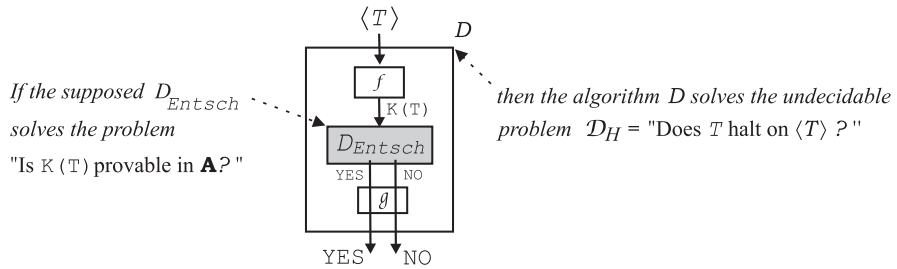 ⟨T⟩
D
f
If the supposed D_Entsch
K(T)
then the algorithm D solves the undecidable
solves the problem
problem 𝒟_H = "Does T halt on ⟨T⟩ ? "
D_Entsch
"Is K(T) provable in A? "
YES NO
g
YES NO